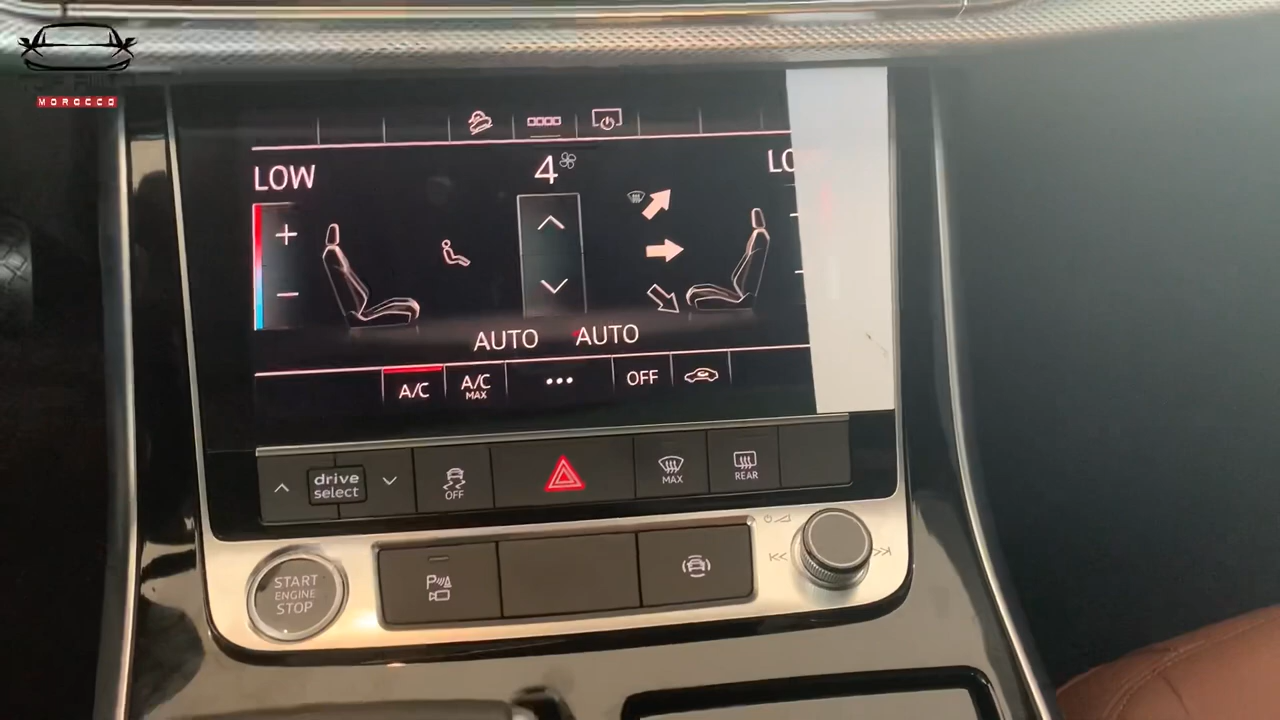 MOROCCO
LOW
4
LO
+
−
AUTO AUTO
A/C
A/C
MAX
OFF
drive
select
OFF
MAX
REAR
START
ENGINE
STOP
P